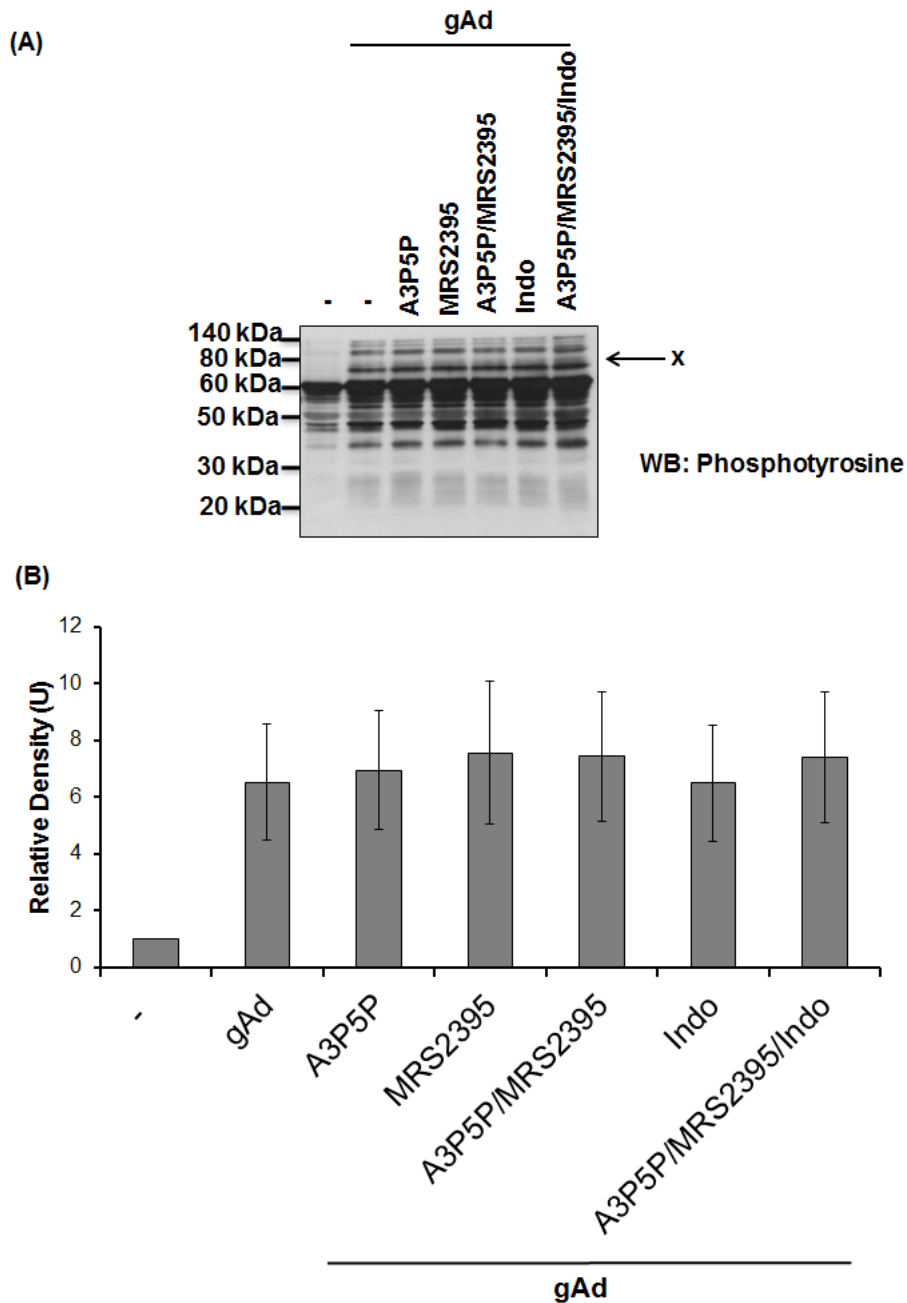 (A)
gAd
-
-
A3P5P
MRS2395
A3P5P/MRS2395
Indo
A3P5P/MRS2395/Indo
140 kDa
80 kDa
60 kDa
50 kDa
30 kDa
20 kDa
x
WB: Phosphotyrosine
(B)
Relative Density (U)
12
10
8
6
4
2
0
-
gAd
A3P5P
MRS2395
A3P5P/MRS2395
Indo
A3P5P/MRS2395/Indo
gAd